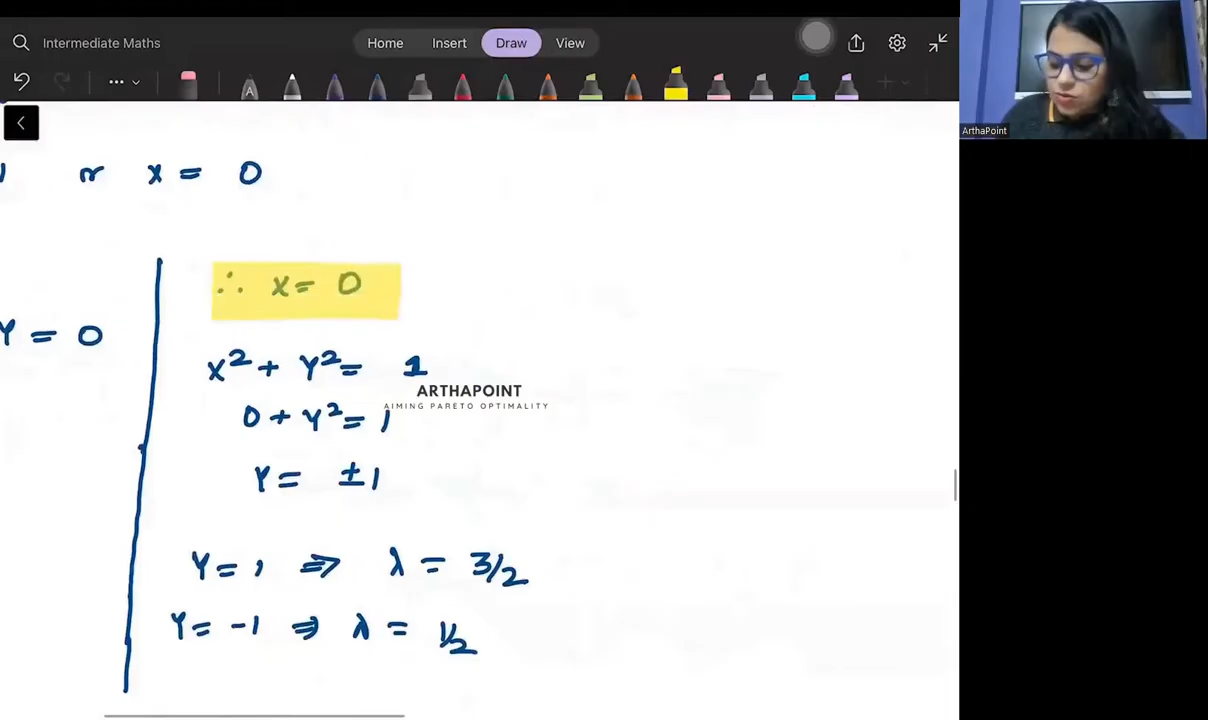 Intermediate Maths
Home Insert Draw View
ArthaPoint
or x = 0
∴ x = 0
Y = 0
x² + y² = 1
ARTHAPOINT
AIMING PARETO OPTIMALITY
0 + y² = 1
Y = ±1
Y = 1 ⇒ λ = 3/2
Y = -1 ⇒ λ = 1/2